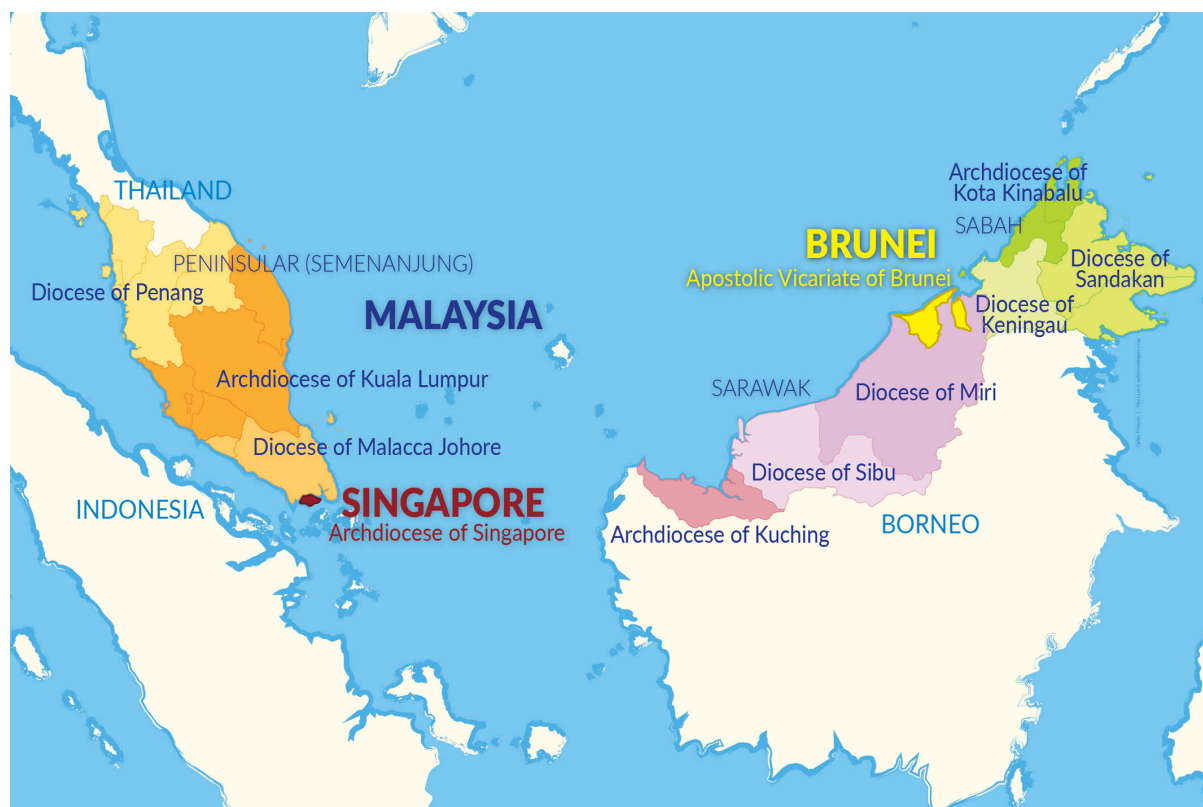 THAILAND
PENINSULAR (SEMENANJUNG)
Diocese of Penang
MALAYSIA
Archdiocese of Kuala Lumpur
Diocese of Malacca Johore
SINGAPORE
Archdiocese of Singapore
INDONESIA
Archdiocese of
Kota Kinabalu
SABAH
BRUNEI
Apostolic Vicariate of Brunei
Diocese of
Sandakan
Diocese of
Keningau
SARAWAK
Diocese of Miri
Diocese of Sibu
Archdiocese of Kuching
BORNEO